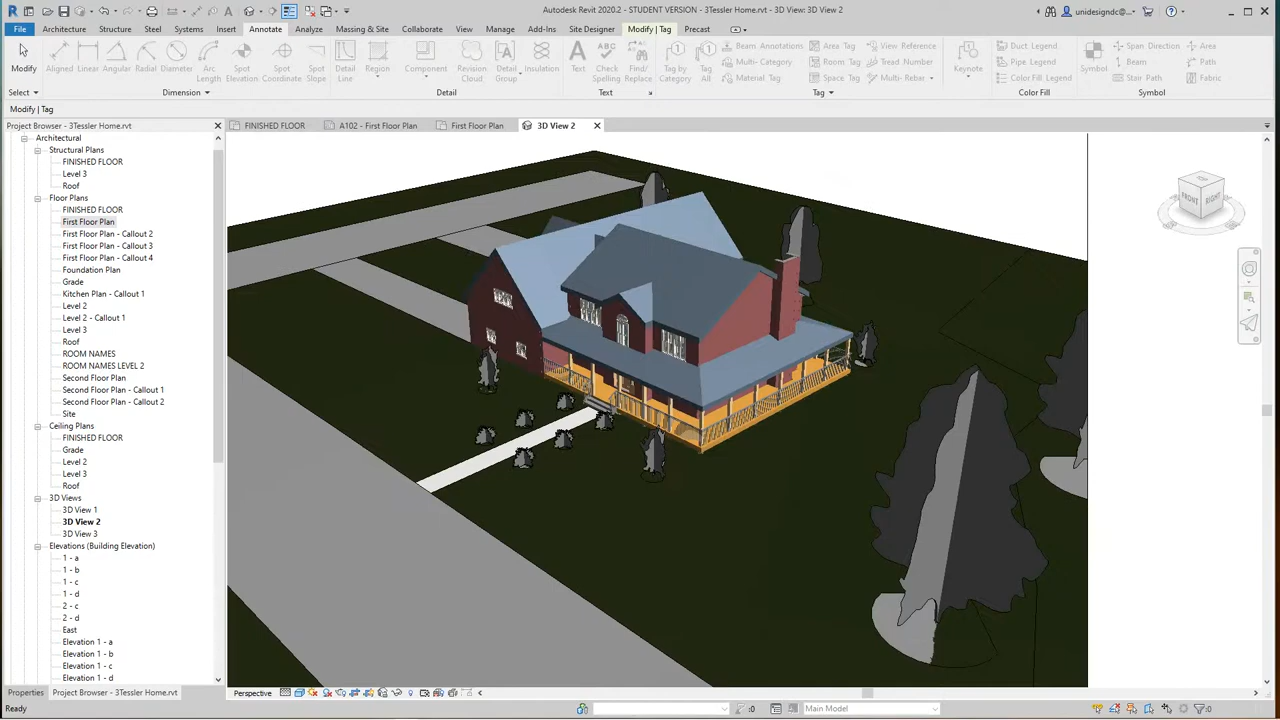 Autodesk Revit 2020.2 - STUDENT VERSION - 3Tessler Home.rvt - 3D View: 3D View 2
unidesigndc@...
File Architecture Structure Steel Systems Insert Annotate Analyze Massing & Site Collaborate View Manage Add-Ins Site Designer Modify | Tag Precast
Modify
Aligned Linear Angular Radial Diameter Arc Length Spot Elevation Spot Coordinate Spot Slope
Detail Line Region Component Revision Cloud Detail Group Insulation
Text Check Spelling Find/ Replace
Tag by Category Tag All
Beam Annotations Area Tag View Reference
Multi-Category Room Tag Tread Number
Material Tag Space Tag Multi-Rebar
Keynote
Duct Legend
Pipe Legend
Color Fill Legend
Symbol
Span Direction Area
Beam Path
Stair Path Fabric
Select Dimension Detail Text Tag Color Fill Symbol
Modify | Tag
Project Browser - 3Tessler Home.rvt
FINISHED FLOOR A102 - First Floor Plan First Floor Plan 3D View 2
Architectural
Structural Plans
FINISHED FLOOR
Level 3
Roof
Floor Plans
FINISHED FLOOR
First Floor Plan
First Floor Plan - Callout 2
First Floor Plan - Callout 3
First Floor Plan - Callout 4
Foundation Plan
Grade
Kitchen Plan - Callout 1
Level 2
Level 2 - Callout 1
Level 3
Roof
ROOM NAMES
ROOM NAMES LEVEL 2
Second Floor Plan
Second Floor Plan - Callout 1
Second Floor Plan - Callout 2
Site
Ceiling Plans
FINISHED FLOOR
Grade
Level 2
Level 3
Roof
3D Views
3D View 1
3D View 2
3D View 3
Elevations (Building Elevation)
1 - a
1 - b
1 - c
1 - d
2 - c
2 - d
East
Elevation 1 - a
Elevation 1 - b
Elevation 1 - c
Elevation 1 - d
FRONT RIGHT
Properties Project Browser - 3Tessler Home.rvt
Perspective
Ready
:0
Main Model
:0